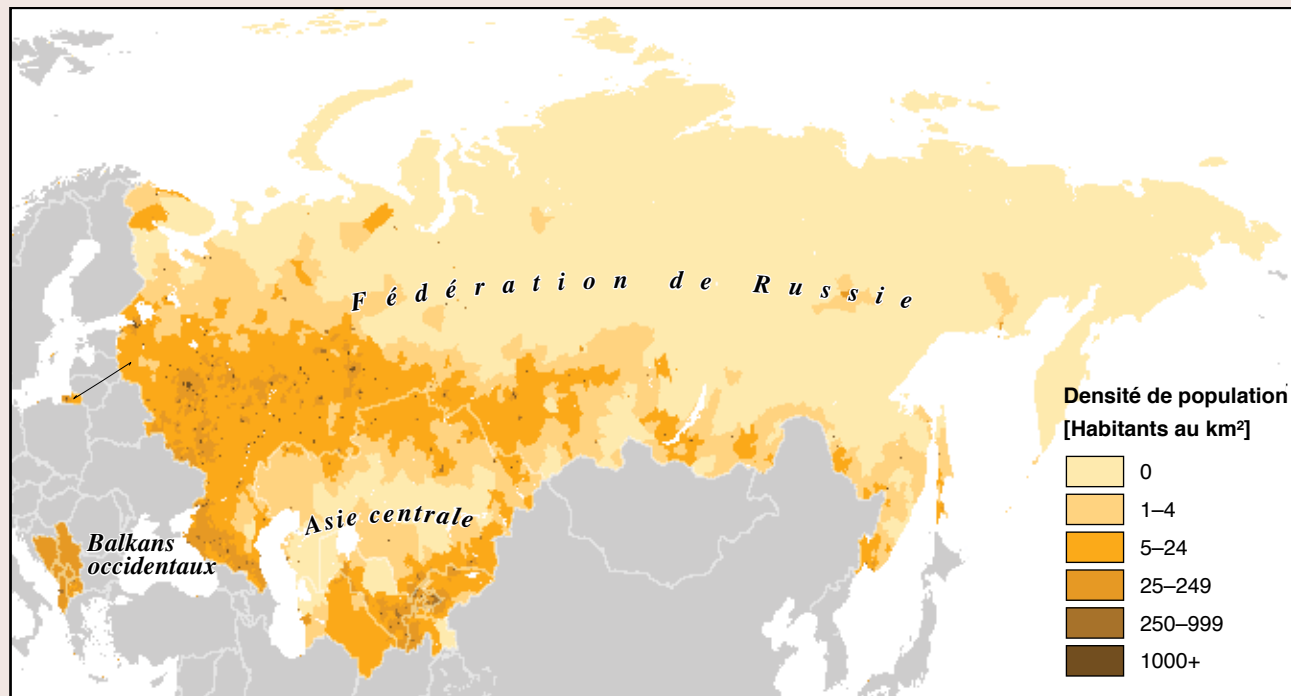 Fédération de Russie
Asie centrale
Balkans
occidentaux
Densité de population
[Habitants au km²]
0
1–4
5–24
25–249
250–999
1000+